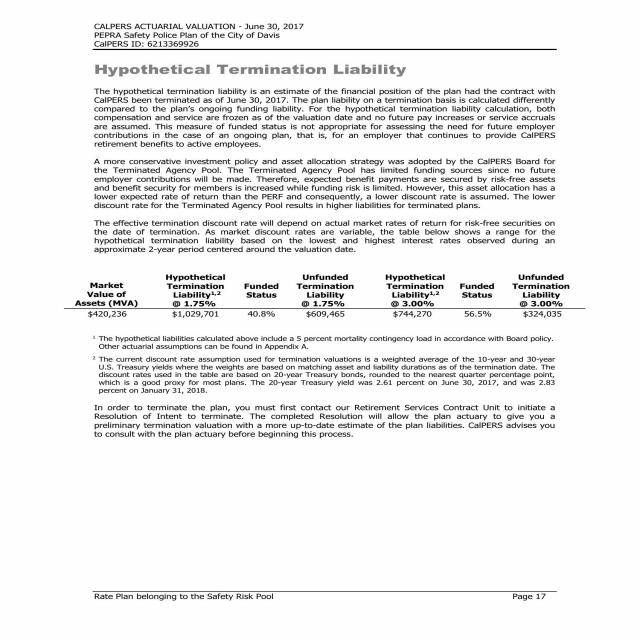 CALPERS ACTUARIAL VALUATION - June 30, 2017
PEPRA Safety Police Plan of the City of Davis
CalPERS ID: 6213369926
Hypothetical Termination Liability
The hypothetical termination liability is an estimate of the financial position of the plan had the contract with
CalPERS been terminated as of June 30, 2017. The plan liability on a termination basis is calculated differently
compared to the plan's ongoing funding liability. For the hypothetical termination liability calculation, both
compensation and service are frozen as of the valuation date and no future pay increases or service accruals
are assumed. This measure of funded status is not appropriate for assessing the need for future employer
contributions in the case of an ongoing plan, that is, for an employer that continues to provide CalPERS
retirement benefits to active employees.
A more conservative investment policy and asset allocation strategy was adopted by the CalPERS Board for
the Terminated Agency Pool. The Terminated Agency Pool has limited funding sources since no future
employer contributions will be made. Therefore, expected benefit payments are secured by risk-free assets
and benefit security for members is increased while funding risk is limited. However, this asset allocation has a
lower expected rate of return than the PERF and consequently, a lower discount rate is assumed. The lower
discount rate for the Terminated Agency Pool results in higher liabilities for terminated plans.
The effective termination discount rate will depend on actual market rates of return for risk-free securities on
the date of termination. As market discount rates are variable, the table below shows a range for the
hypothetical termination liability based on the lowest and highest interest rates observed during an
approximate 2-year period centered around the valuation date.
Market Value of Assets (MVA) Hypothetical Termination Liability1,2 @ 1.75% Funded Status Unfunded Termination Liability @ 1.75% Hypothetical Termination Liability1,2 @ 3.00% Funded Status Unfunded Termination Liability @ 3.00%
$420,236 $1,029,701 40.8% $609,465 $744,270 56.5% $324,035
1 The hypothetical liabilities calculated above include a 5 percent mortality contingency load in accordance with Board policy.
Other actuarial assumptions can be found in Appendix A.
2 The current discount rate assumption used for termination valuations is a weighted average of the 10-year and 30-year
U.S. Treasury yields where the weights are based on matching asset and liability durations as of the termination date. The
discount rates used in the table are based on 20-year Treasury bonds, rounded to the nearest quarter percentage point,
which is a good proxy for most plans. The 20-year Treasury yield was 2.61 percent on June 30, 2017, and was 2.83
percent on January 31, 2018.
In order to terminate the plan, you must first contact our Retirement Services Contract Unit to initiate a
Resolution of Intent to terminate. The completed Resolution will allow the plan actuary to give you a
preliminary termination valuation with a more up-to-date estimate of the plan liabilities. CalPERS advises you
to consult with the plan actuary before beginning this process.
Rate Plan belonging to the Safety Risk Pool Page 17